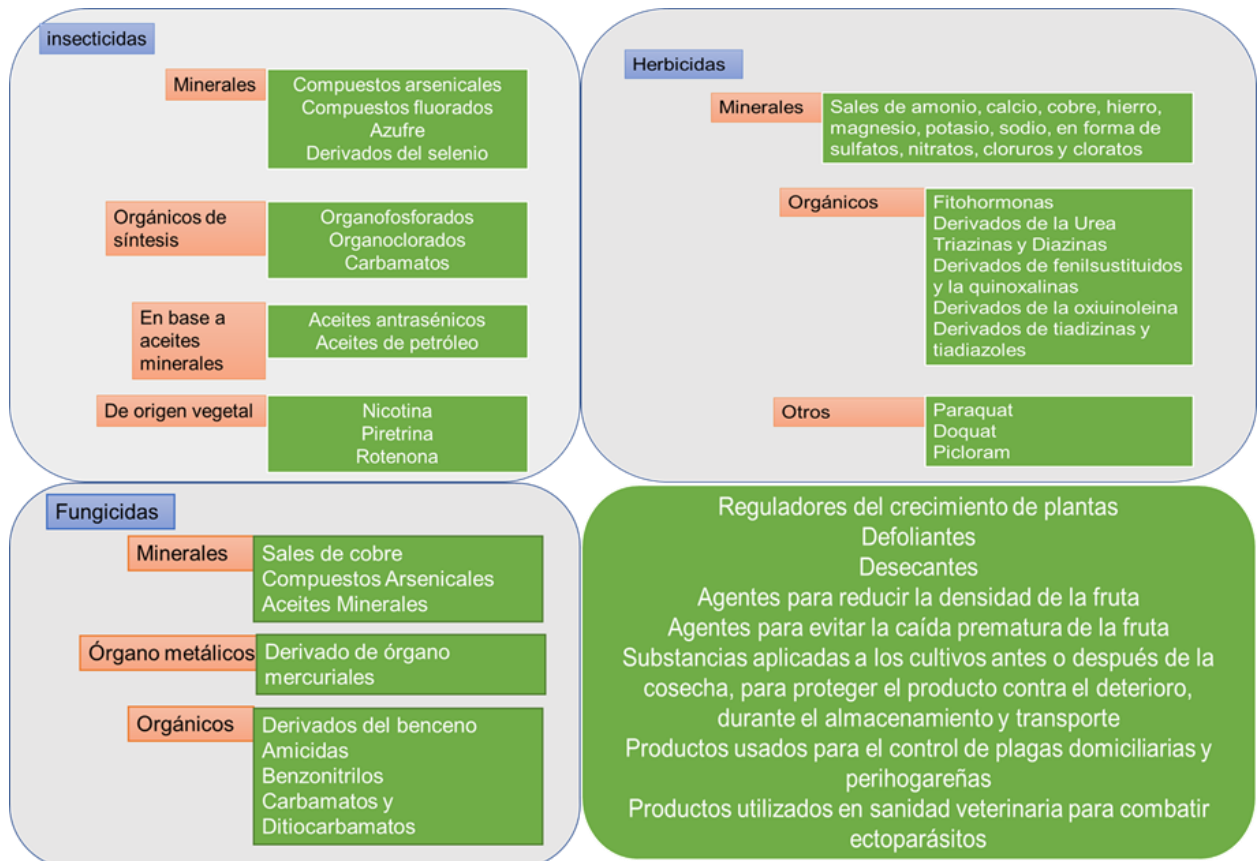 insecticidas
Minerales
Compuestos arsenicales
Compuestos fluorados
Azufre
Derivados del selenio
Orgánicos de
síntesis
Organofosforados
Organoclorados
Carbamatos
En base a
aceites
minerales
Aceites antrasénicos
Aceites de petróleo
De origen vegetal
Nicotina
Piretrina
Rotenona
Herbicidas
Minerales
Sales de amonio, calcio, cobre, hierro,
magnesio, potasio, sodio, en forma de
sulfatos, nitratos, cloruros y cloratos
Orgánicos
Fitohormonas
Derivados de la Urea
Triazinas y Diazinas
Derivados de fenilsustituidos
y la quinoxalinas
Derivados de la oxiuinoleina
Derivados de tiadizinas y
tiadiazoles
Otros
Paraquat
Doquat
Picloram
Fungicidas
Minerales
Sales de cobre
Compuestos Arsenicales
Aceites Minerales
Órgano metálicos
Derivado de órgano
mercuriales
Orgánicos
Derivados del benceno
Amicidas
Benzonitrilos
Carbamatos y
Ditiocarbamatos
Reguladores del crecimiento de plantas
Defoliantes
Desecantes
Agentes para reducir la densidad de la fruta
Agentes para evitar la caída prematura de la fruta
Substancias aplicadas a los cultivos antes o después de la
cosecha, para proteger el producto contra el deterioro,
durante el almacenamiento y transporte
Productos usados para el control de plagas domiciliarias y
perihogareñas
Productos utilizados en sanidad veterinaria para combatir
ectoparásitos